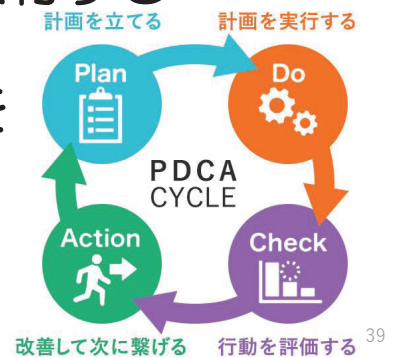 計画を立てる
計画を実行する
Plan
Do
PDCA
CYCLE
Action
Check
改善して次に繋げる
行動を評価する
39